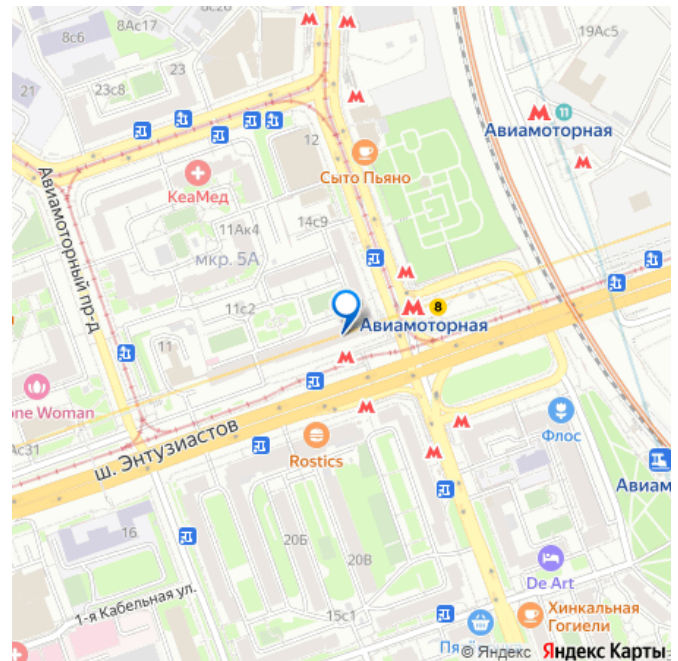 8Ас17
8с6
19Ас5
23
23с8
21
11
Авиамоторная
12
Сыто Пьяно
КеаМед
Авиамоторный пр-д
14с9
11Ак4
мкр. 5А
11с2
8
Авиамоторная
11
one Woman
Флос
Ас31
ш. Энтузиастов
Rostics
Авиам
16
20Б
20В
De Art
1-я Кабельная ул.
15с1
Хинкальная
Гогиели
© Яндекс Яндекс Карты